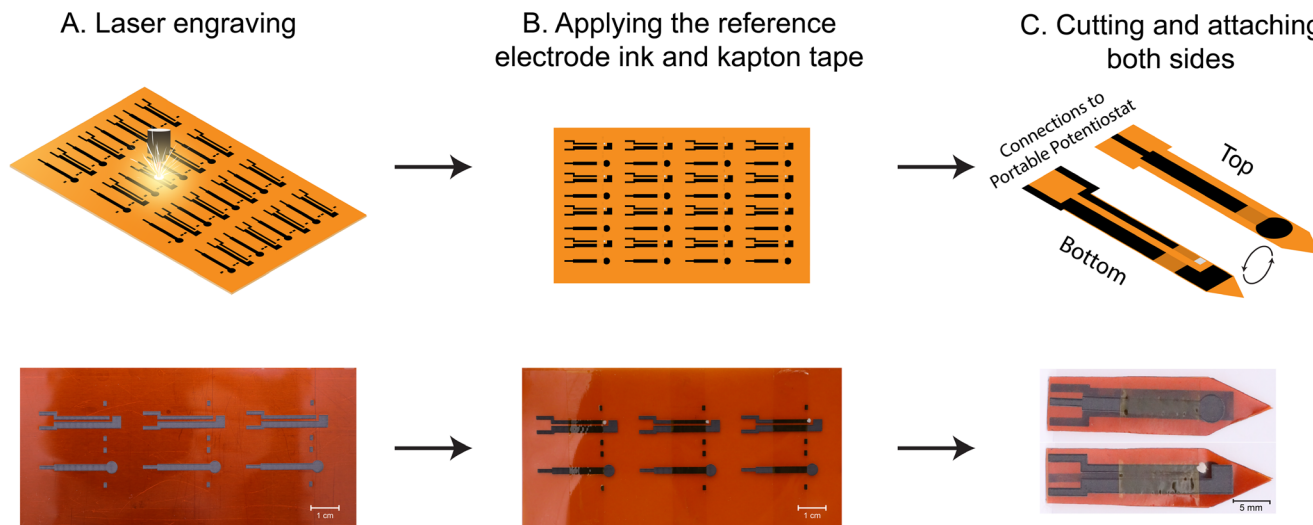 A. Laser engraving
B. Applying the reference
electrode ink and kapton tape
C. Cutting and attaching
both sides
Connections to
Portable Potentiostat
Top
Bottom
1 cm
1 cm
5 mm